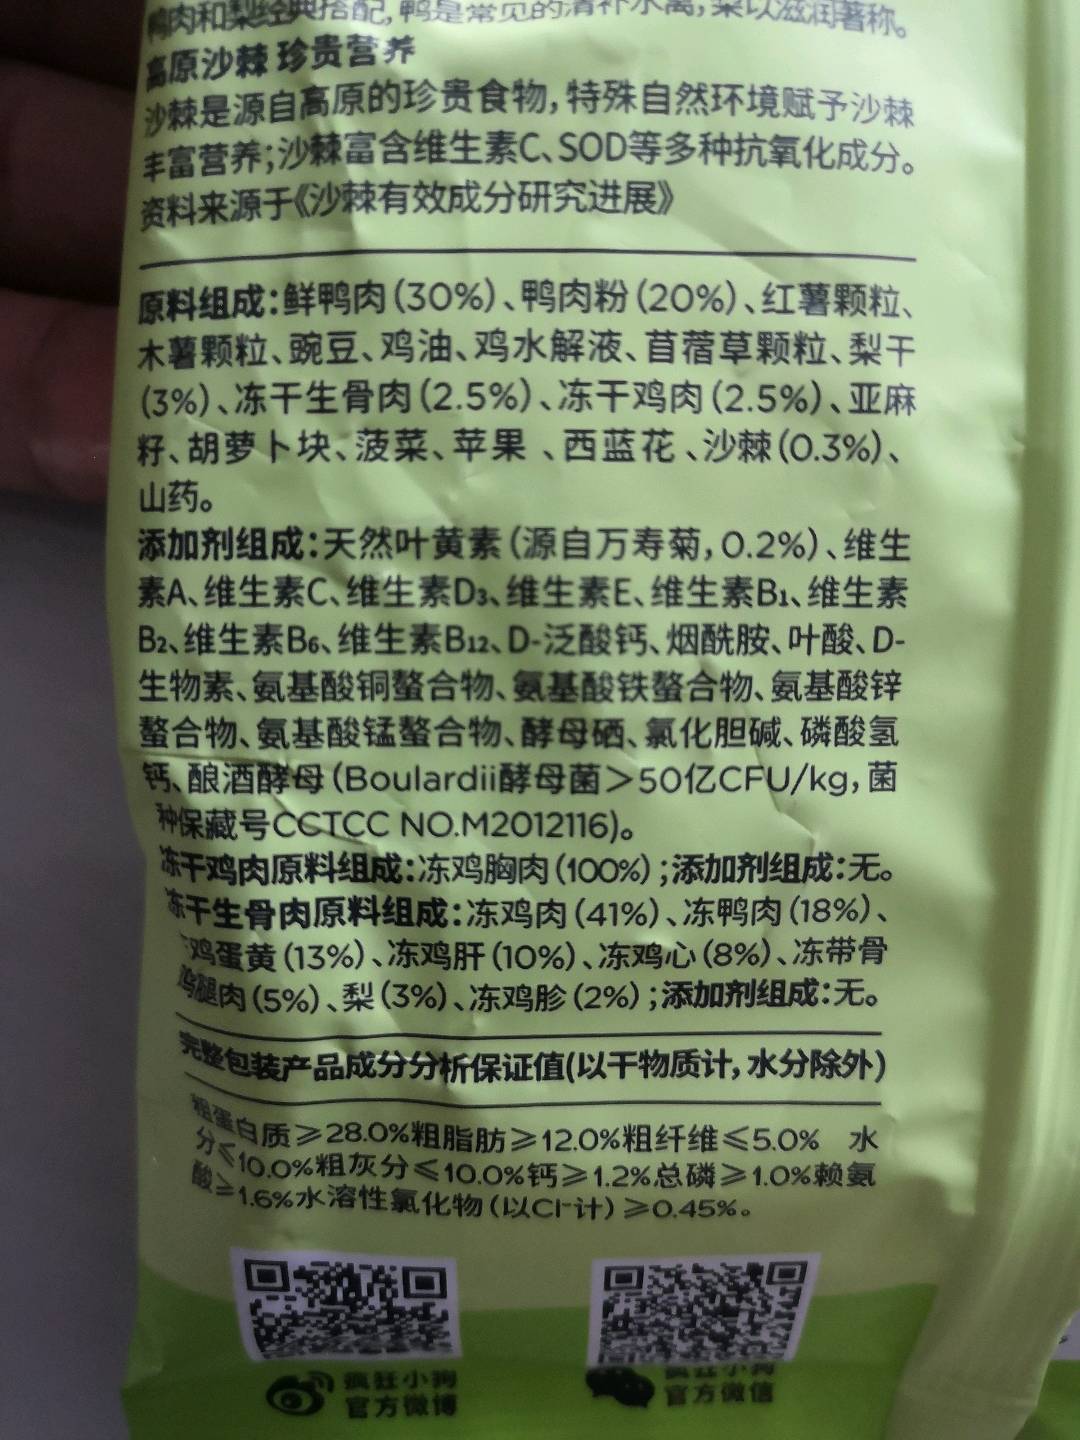 鸭肉和梨经典搭配,鸭是常见的清补水禽,梨以滋润著称。
高原沙棘 珍贵营养
沙棘是源自高原的珍贵食物,特殊自然环境赋予沙棘
丰富营养;沙棘富含维生素C、SOD等多种抗氧化成分。
资料来源于《沙棘有效成分研究进展》
原料组成:鲜鸭肉(30%)、鸭肉粉(20%)、红薯颗粒、
木薯颗粒、豌豆、鸡油、鸡水解液、苜蓿草颗粒、梨干
(3%)、冻干生骨肉(2.5%)、冻干鸡肉(2.5%)、亚麻
籽、胡萝卜块、菠菜、苹果 、西蓝花 、沙棘(0.3%)、
山药。
添加剂组成:天然叶黄素(源自万寿菊,0.2%)、维生
素A、维生素C、维生素D3、维生素E、维生素B1、维生素
B2、维生素B6、维生素B12、D-泛酸钙、烟酰胺、叶酸、D-
生物素、氨基酸铜螯合物、氨基酸铁螯合物、氨基酸锌
螯合物、氨基酸锰螯合物、酵母硒、氯化胆碱、磷酸氢
钙、酿酒酵母(Boulardii酵母菌>50亿CFU/kg,菌
种保藏号CCTCC NO.M2012116)。
冻干鸡肉原料组成:冻鸡胸肉(100%);添加剂组成:无。
冻干生骨肉原料组成:冻鸡肉(41%)、冻鸭肉(18%)、
鸡蛋黄(13%)、冻鸡肝(10%)、冻鸡心(8%)、冻带骨
鸡腿肉(5%)、梨(3%)、冻鸡胗(2%);添加剂组成:无。
完整包装产品成分分析保证值(以干物质计,水分除外)
粗蛋白质≥28.0%粗脂肪≥12.0%粗纤维≤5.0% 水
分≤10.0%粗灰分≤10.0%钙≥1.2%总磷≥1.0%赖氨
酸≥1.6%水溶性氯化物(以Cl⁻计)≥0.45%。
疯狂小狗
官方微博
疯狂小狗
官方微信